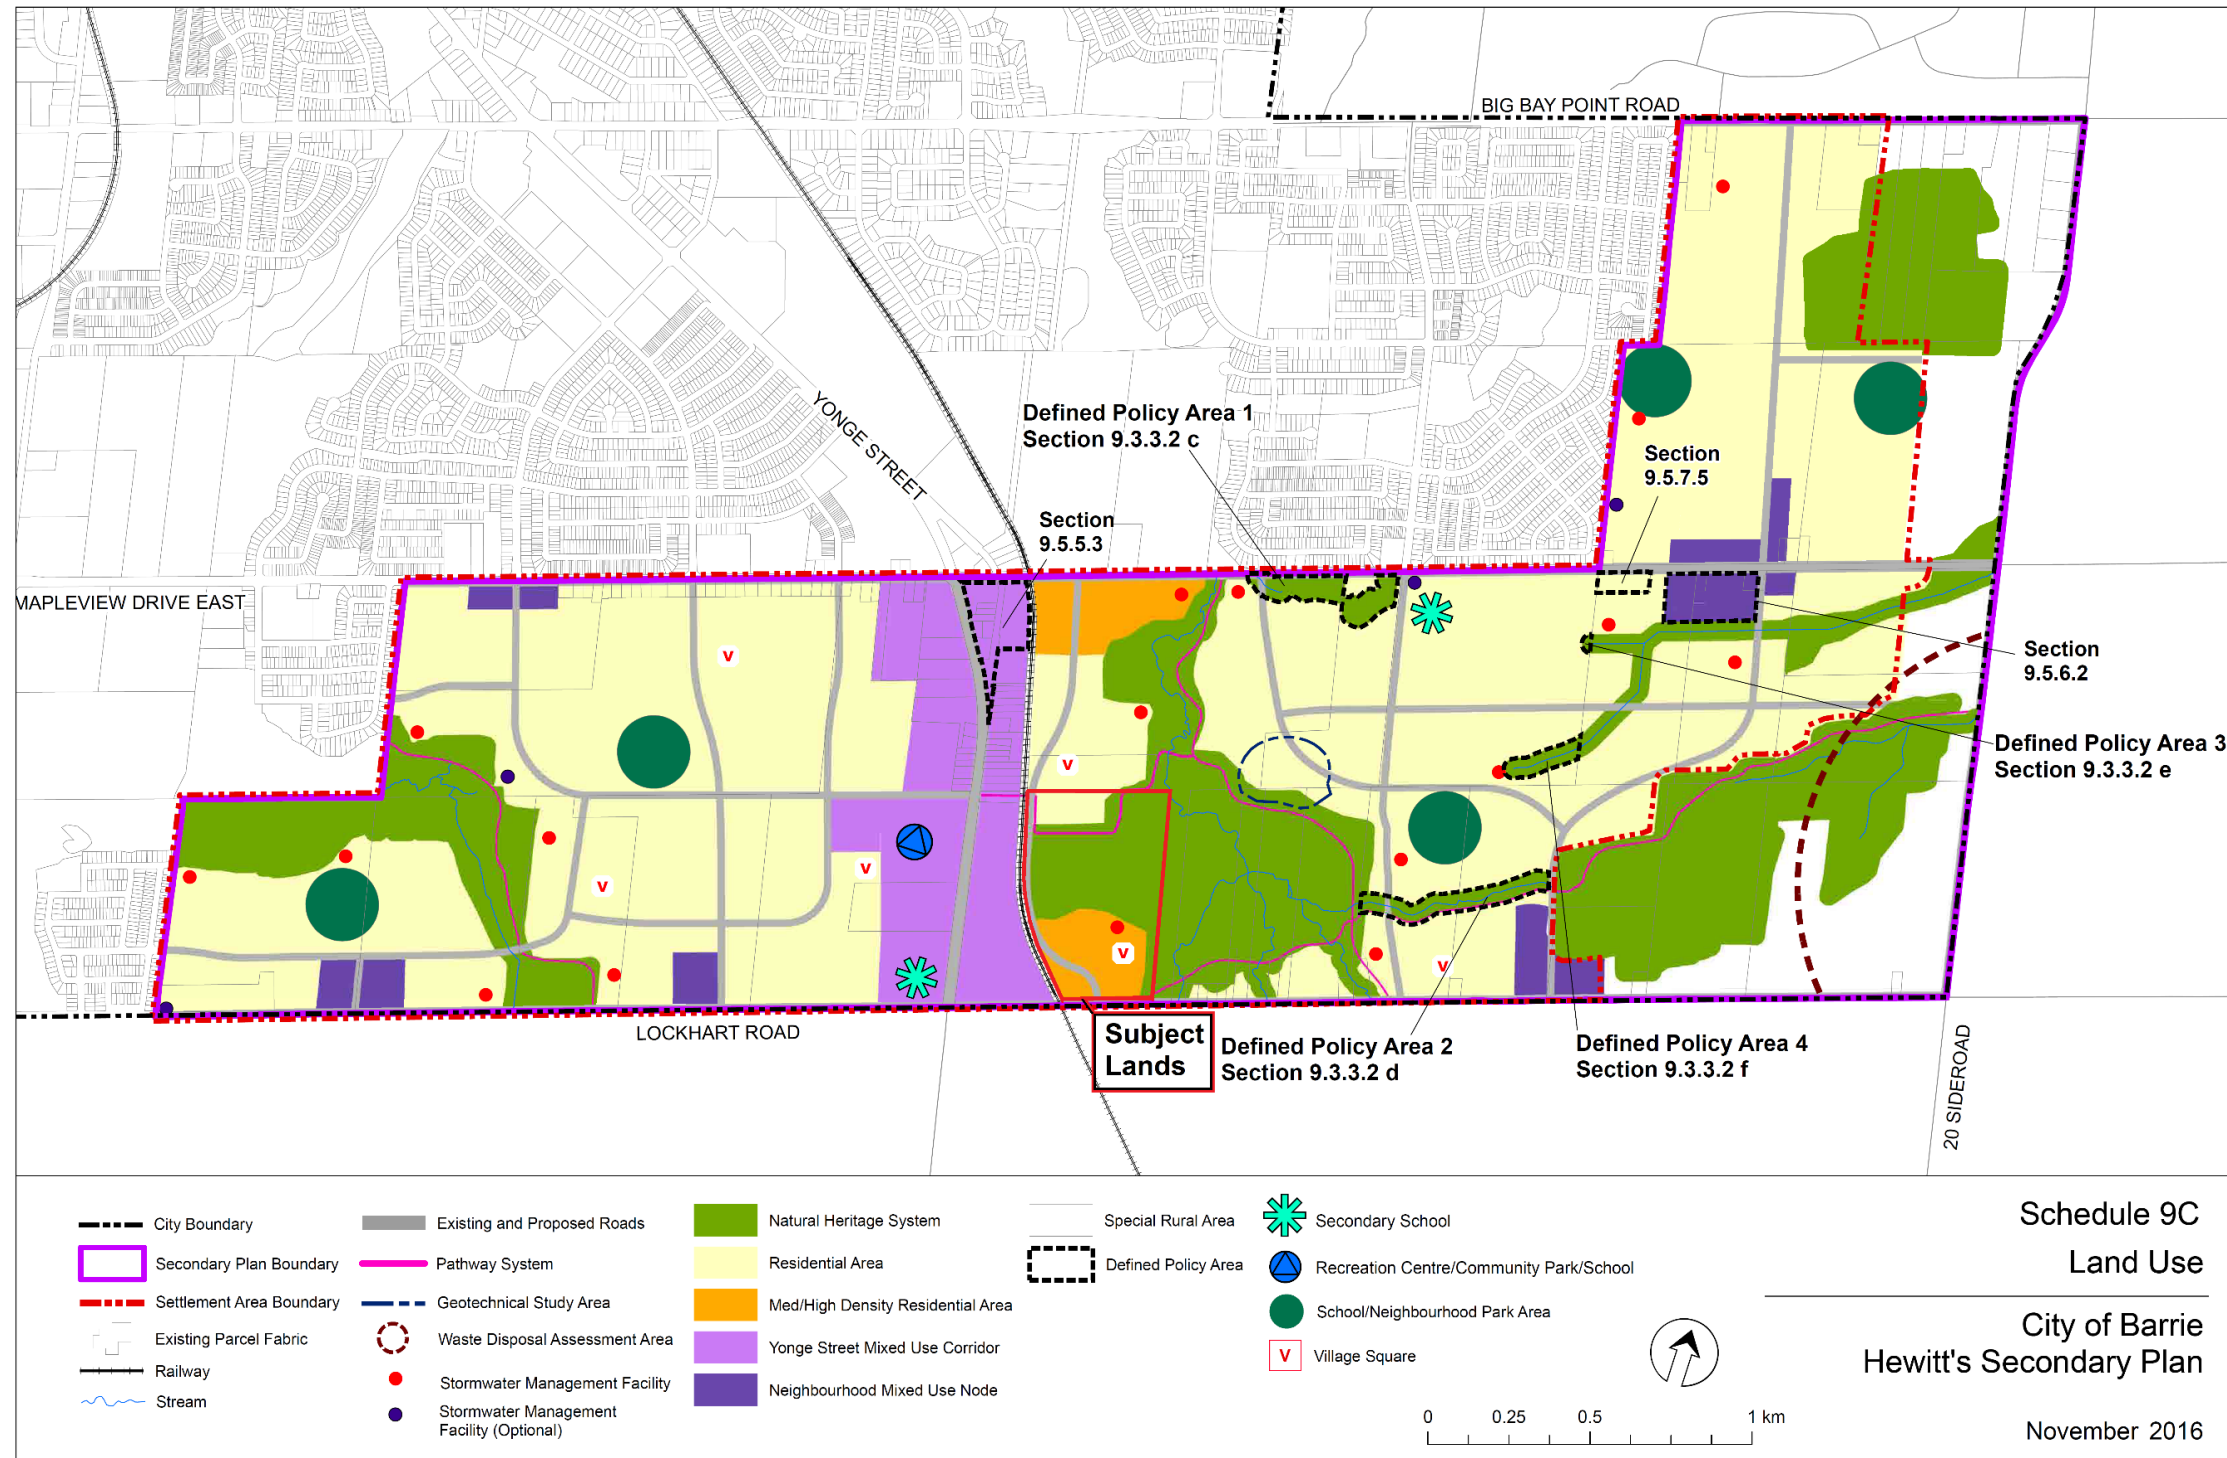 BIG BAY POINT ROAD
YONGE STREET
Defined Policy Area 1
Section 9.3.3.2 c
Section
9.5.7.5
Section
9.5.5.3
MAPLEVIEW DRIVE EAST
V
Section
9.5.6.2
V
Defined Policy Area 3
Section 9.3.3.2 e
V
V
V
V
LOCKHART ROAD
Subject
Lands
Defined Policy Area 2
Section 9.3.3.2 d
Defined Policy Area 4
Section 9.3.3.2 f
20 SIDEROAD
City Boundary
Secondary Plan Boundary
Settlement Area Boundary
Existing Parcel Fabric
Railway
Stream
Existing and Proposed Roads
Pathway System
Geotechnical Study Area
Waste Disposal Assessment Area
Stormwater Management Facility
Stormwater Management
Facility (Optional)
Natural Heritage System
Residential Area
Med/High Density Residential Area
Yonge Street Mixed Use Corridor
Neighbourhood Mixed Use Node
Special Rural Area
Defined Policy Area
Secondary School
Recreation Centre/Community Park/School
School/Neighbourhood Park Area
V Village Square
0 0.25 0.5 1 km
Schedule 9C
Land Use
City of Barrie
Hewitt's Secondary Plan
November 2016